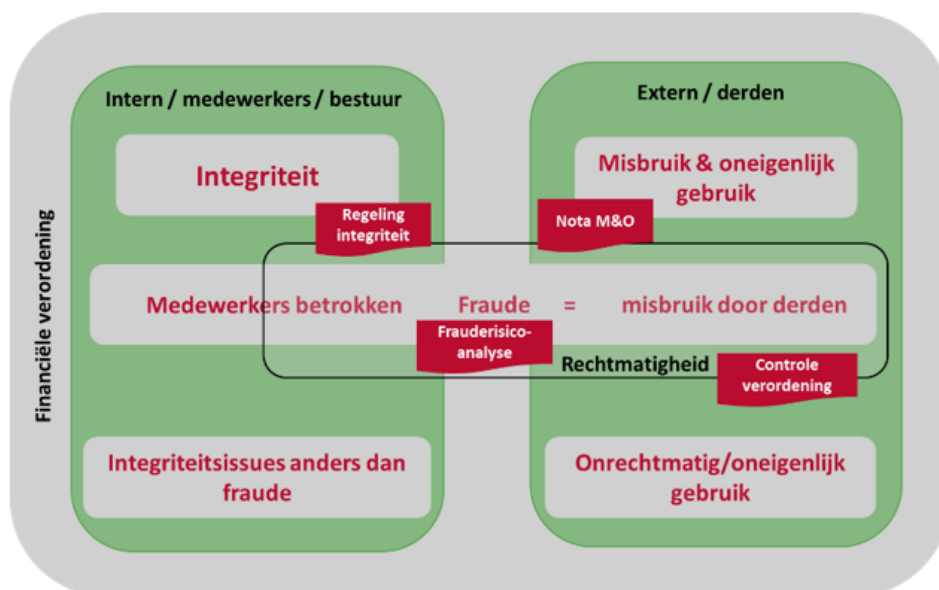 Financiële verordening
Intern / medewerkers / bestuur
Integriteit
Regeling
integriteit
Extern / derden
Misbruik & oneigenlijk
gebruik
Nota M&O
Medewerkers betrokken Fraude = misbruik door derden
Frauderisico-
analyse
Rechtmatigheid
Controle
verordening
Integriteitsissues anders dan
fraude
Onrechtmatig/oneigenlijk
gebruik